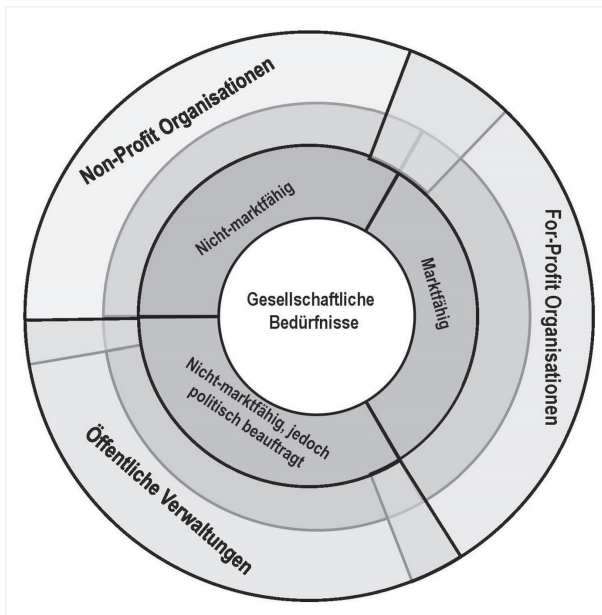 Non-Profit Organisationen
Nicht-marktfähig
Gesellschaftliche
Bedürfnisse
Marktfähig
For-Profit Organisationen
Nicht-marktfähig, jedoch
politisch beauftragt
Öffentliche Verwaltungen